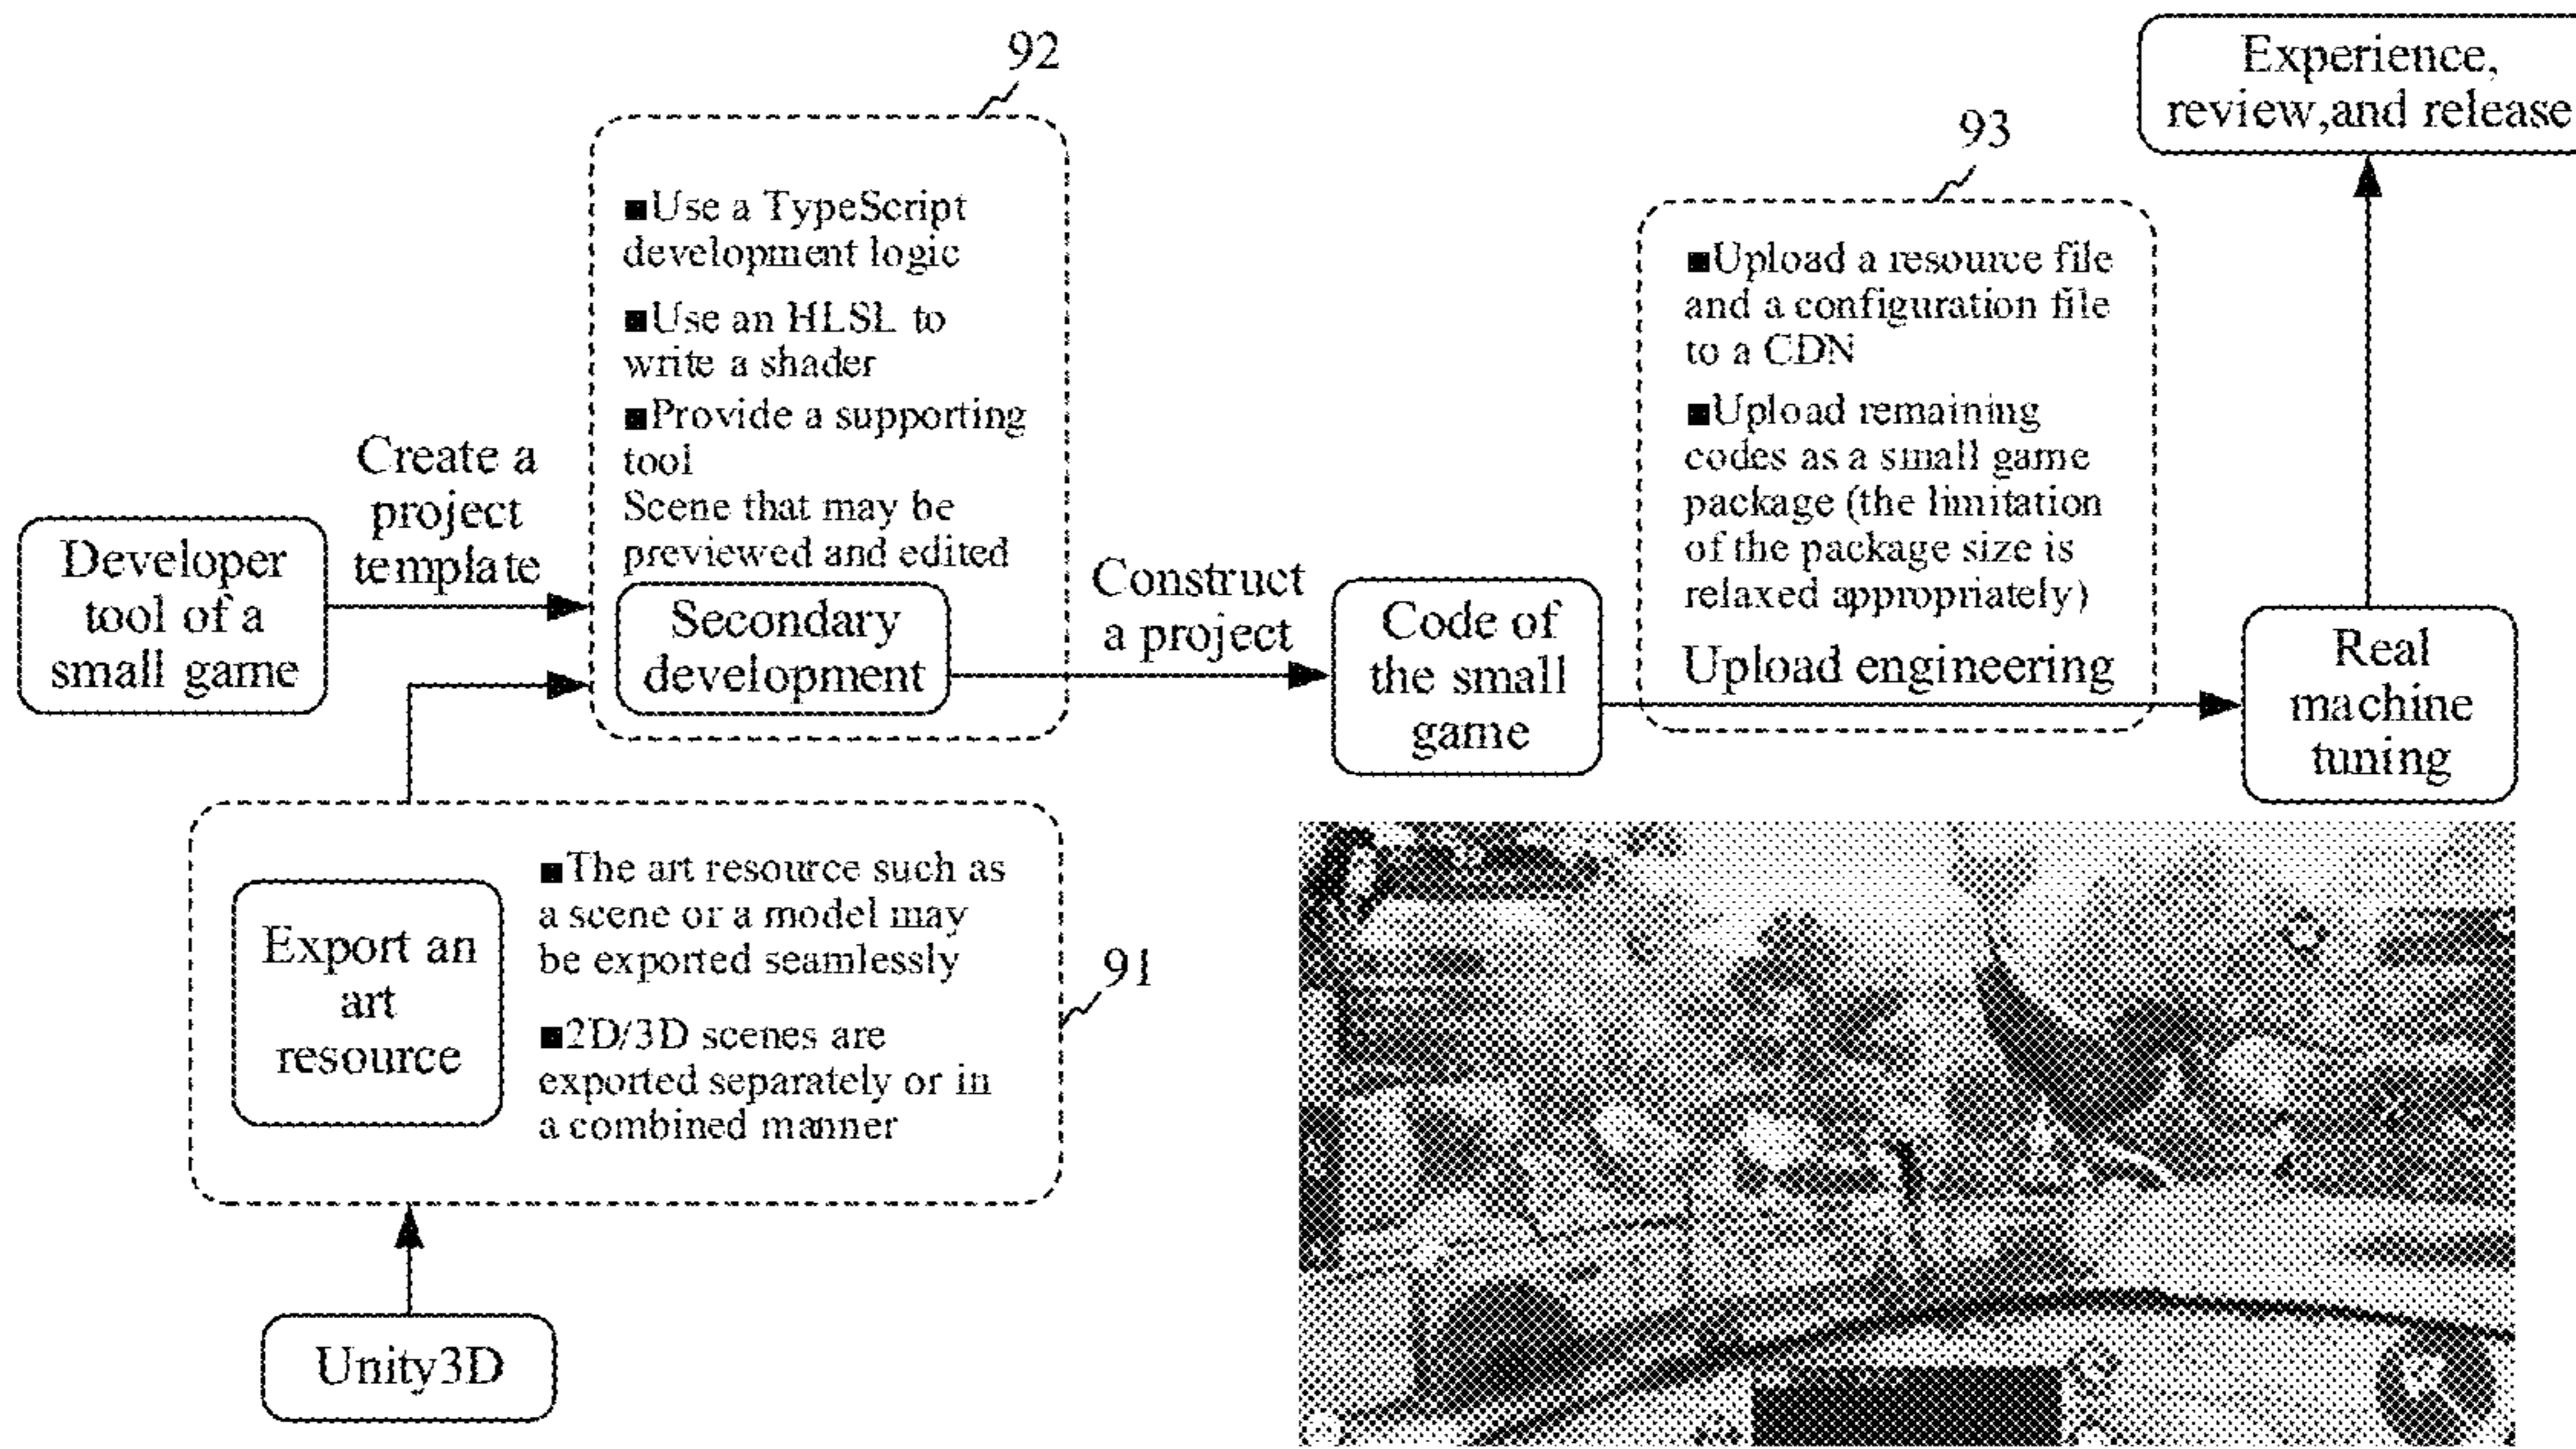 92
■Use a TypeScript
development logic
■Use an HLSL to
write a shader
■Provide a supporting
tool
Scene that may be
previewed and edited
Secondary
development
Create a
project
template
Developer
tool of a
small game
Construct
a project
Code of
the small
game
93
■Upload a resource file
and a configuration file
to a CDN
■Upload remaining
codes as a small game
package (the limitation
of the package size is
relaxed appropriately)
Upload engineering
Experience,
review,and release
Real
machine
tuning
Export an
art
resource
■The art resource such as
a scene or a model may
be exported seamlessly
■2D/3D scenes are
exported separately or in
a combined manner
91
Unity3D